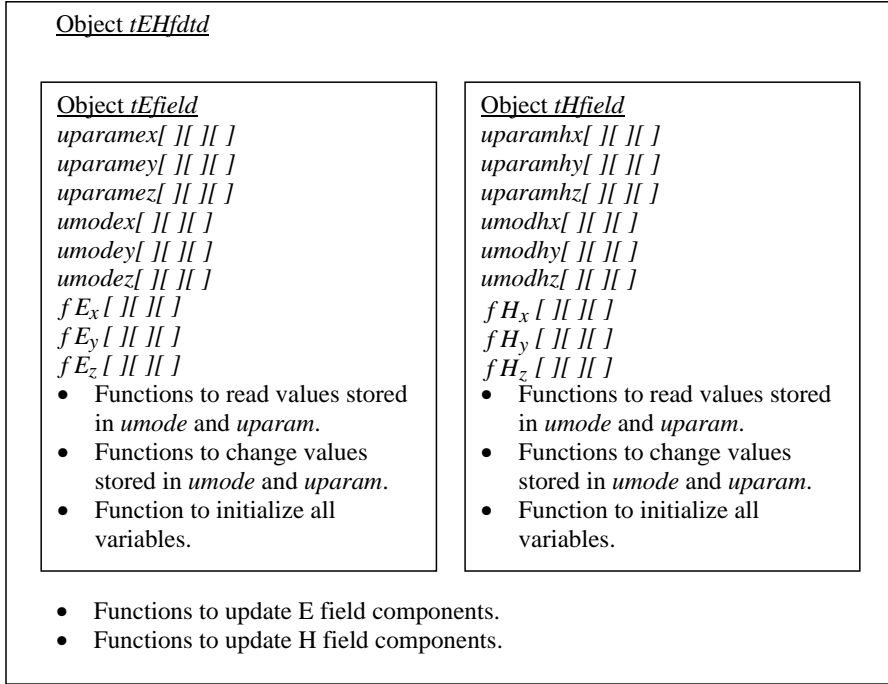 Object tEHfdtd
Object tEfield
uparamex[ ][ ][ ]
uparamey[ ][ ][ ]
uparamez[ ][ ][ ]
umodex[ ][ ][ ]
umodey[ ][ ][ ]
umodez[ ][ ][ ]
f Ex [ ][ ][ ]
f Ey [ ][ ][ ]
f Ez [ ][ ][ ]
• Functions to read values stored
in umode and uparam.
• Functions to change values
stored in umode and uparam.
• Function to initialize all
variables.
Object tHfield
uparamhx[ ][ ][ ]
uparamhy[ ][ ][ ]
uparamhz[ ][ ][ ]
umodhx[ ][ ][ ]
umodhy[ ][ ][ ]
umodhz[ ][ ][ ]
f Hx [ ][ ][ ]
f Hy [ ][ ][ ]
f Hz [ ][ ][ ]
• Functions to read values stored
in umode and uparam.
• Functions to change values
stored in umode and uparam.
• Function to initialize all
variables.
• Functions to update E field components.
• Functions to update H field components.